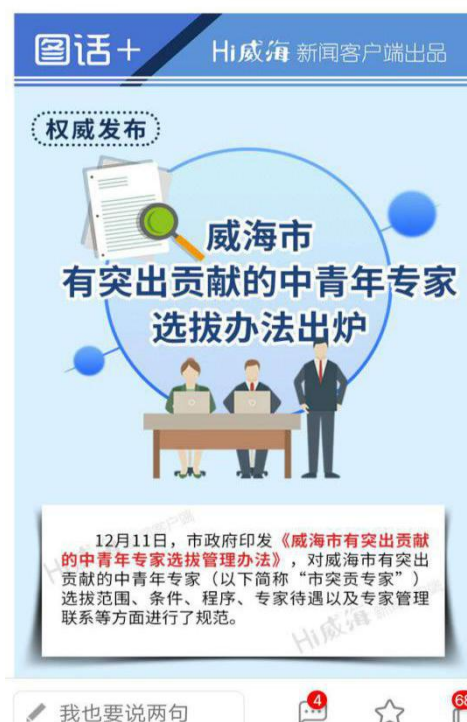 图话+
Hi威海 新闻客户端出品
权威发布
威海市
有突出贡献的中青年专家
选拔办法出炉
12月11日，市政府印发《威海市有突出贡献
的中青年专家选拔管理办法》，对威海市有突出
贡献的中青年专家（以下简称“市突贡专家”）
选拔范围、条件、程序、专家待遇以及专家管理
联系等方面进行了规范。
Hi威海
我也要说两句
4